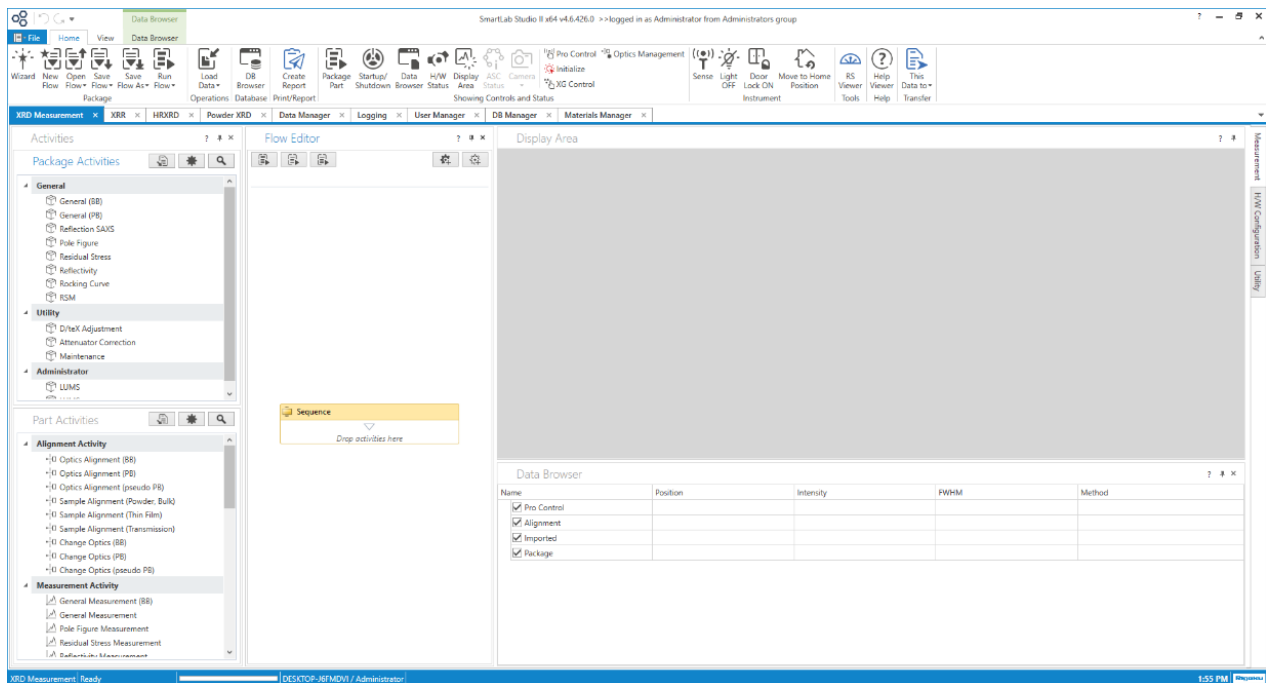 Data Browser
SmartLab Studio II x64 v4.6.426.0 >>logged in as Administrator from Administrators group
File Home View Data Browser
Wizard New Flow Open Flow Save Flow Save Flow As Run Flow Load Data DB Browser Create Report Package Part Startup/ Shutdown Data Browser H/W Status Display Area ASC Status Camera Pro Control Optics Management Initialize XG Control Sense Light OFF Door Lock ON Move to Home Position RS Viewer Help Viewer This Data to
Package Operations Database Print/Report Showing Controls and Status Instrument Tools Help Transfer
XRD Measurement XRR HRXRD Powder XRD Data Manager Logging User Manager DB Manager Materials Manager
Activities
Package Activities
General
General (BB)
General (PB)
Reflection SAXS
Pole Figure
Residual Stress
Reflectivity
Rocking Curve
RSM
Utility
D/teX Adjustment
Attenuator Correction
Maintenance
Administrator
LUMS
Part Activities
Alignment Activity
Optics Alignment (BB)
Optics Alignment (PB)
Optics Alignment (pseudo PB)
Sample Alignment (Powder, Bulk)
Sample Alignment (Thin Film)
Sample Alignment (Transmission)
Change Optics (BB)
Change Optics (PB)
Change Optics (pseudo PB)
Measurement Activity
General Measurement (BB)
General Measurement
Pole Figure Measurement
Residual Stress Measurement
Reflectivity Measurement
Flow Editor
Sequence
Drop activities here
Display Area
Data Browser
Name Position Intensity FWHM Method
Pro Control
Alignment
Imported
Package
Measurement
H/W Configuration
Utility
XRD Measurement Ready DESKTOP-J6FMDVI / Administrator 1:55 PM